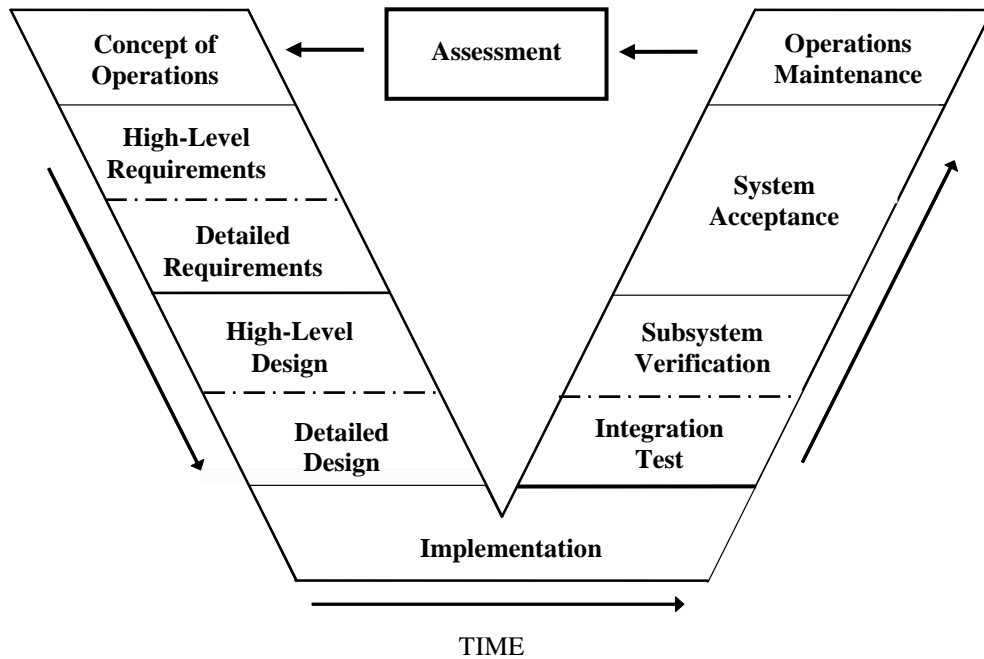 Concept of
Operations
Assessment
Operations
Maintenance
High-Level
Requirements
Detailed
Requirements
System
Acceptance
High-Level
Design
Subsystem
Verification
Detailed
Design
Integration
Test
Implementation
TIME